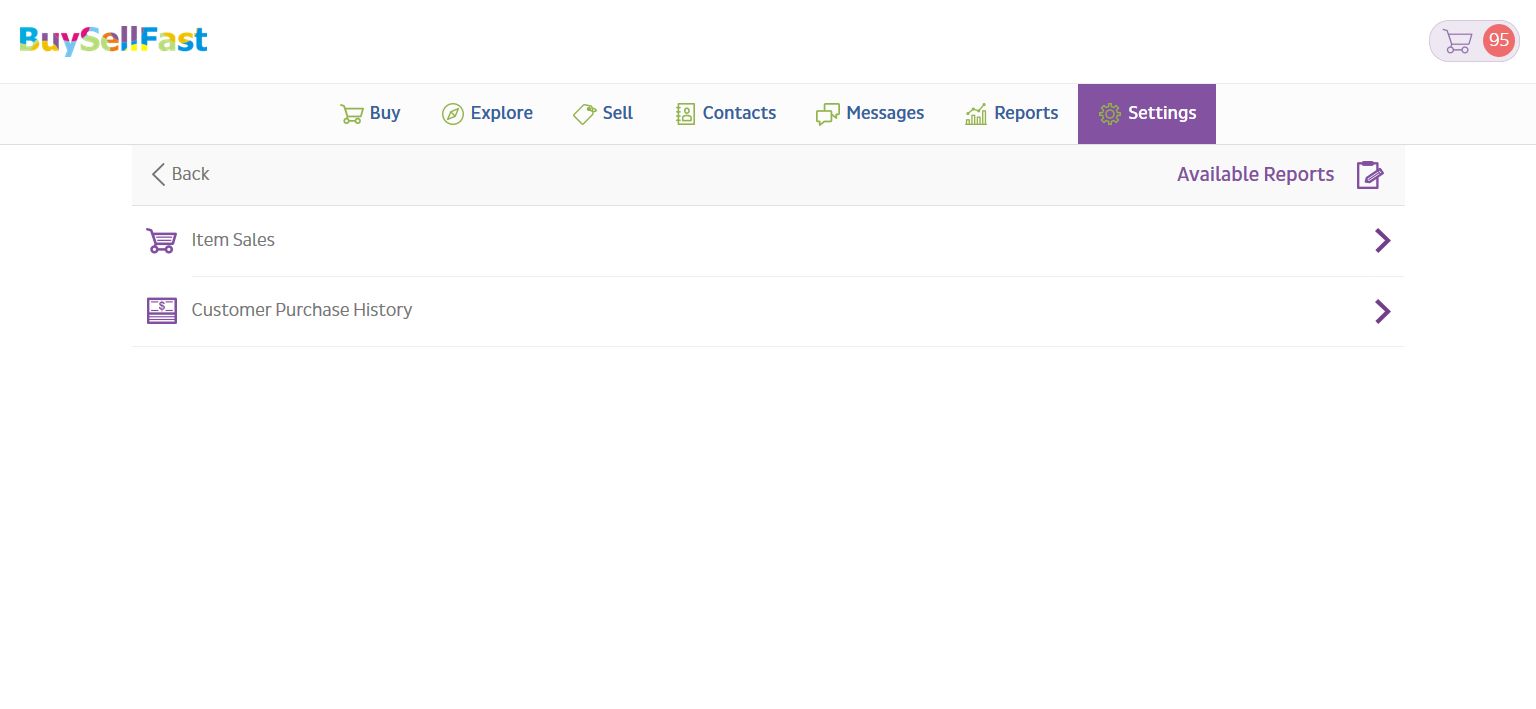 BuySellFast
95
Buy Explore Sell Contacts Messages Reports Settings
Back Available Reports
Item Sales
$
Customer Purchase History